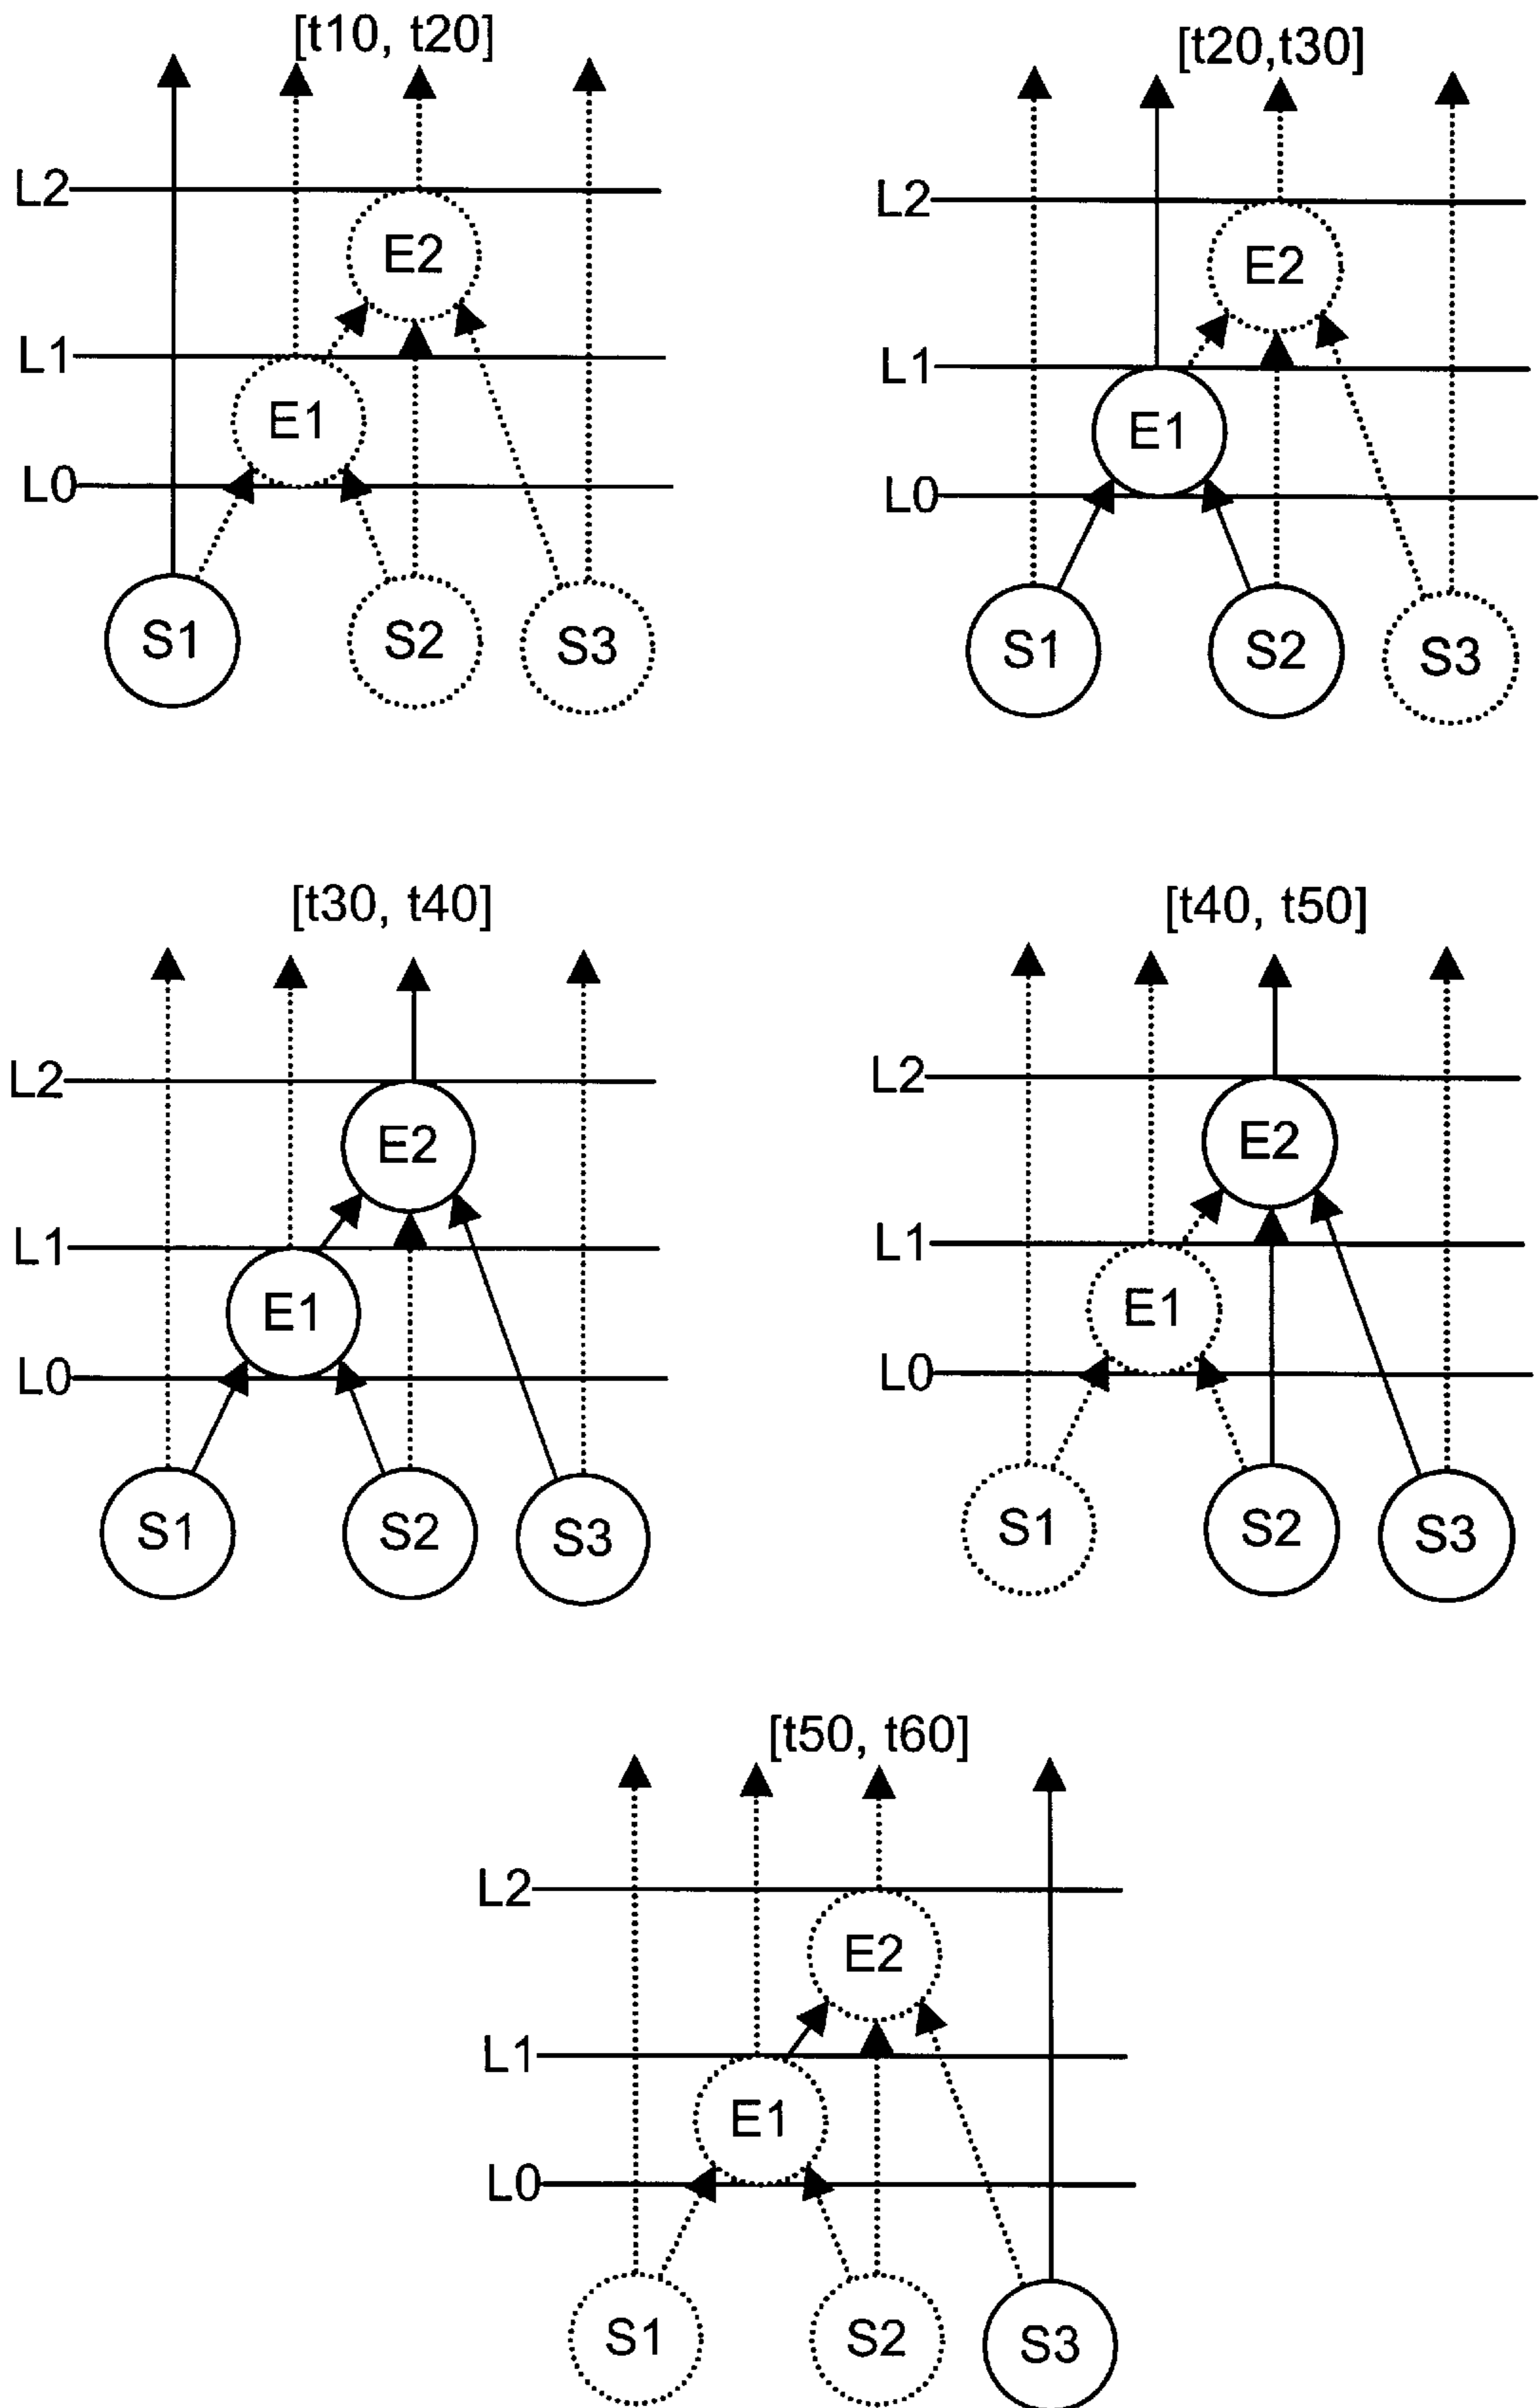 [t10, t20]
L2
E2
L1
E1
L0
S1 S2 S3
[t20,t30]
L2
E2
L1
E1
L0
S1 S2 S3
[t30, t40]
L2
E2
L1
E1
L0
S1 S2 S3
[t40, t50]
L2
E2
L1
E1
L0
S1 S2 S3
[t50, t60]
L2
E2
L1
E1
L0
S1 S2 S3